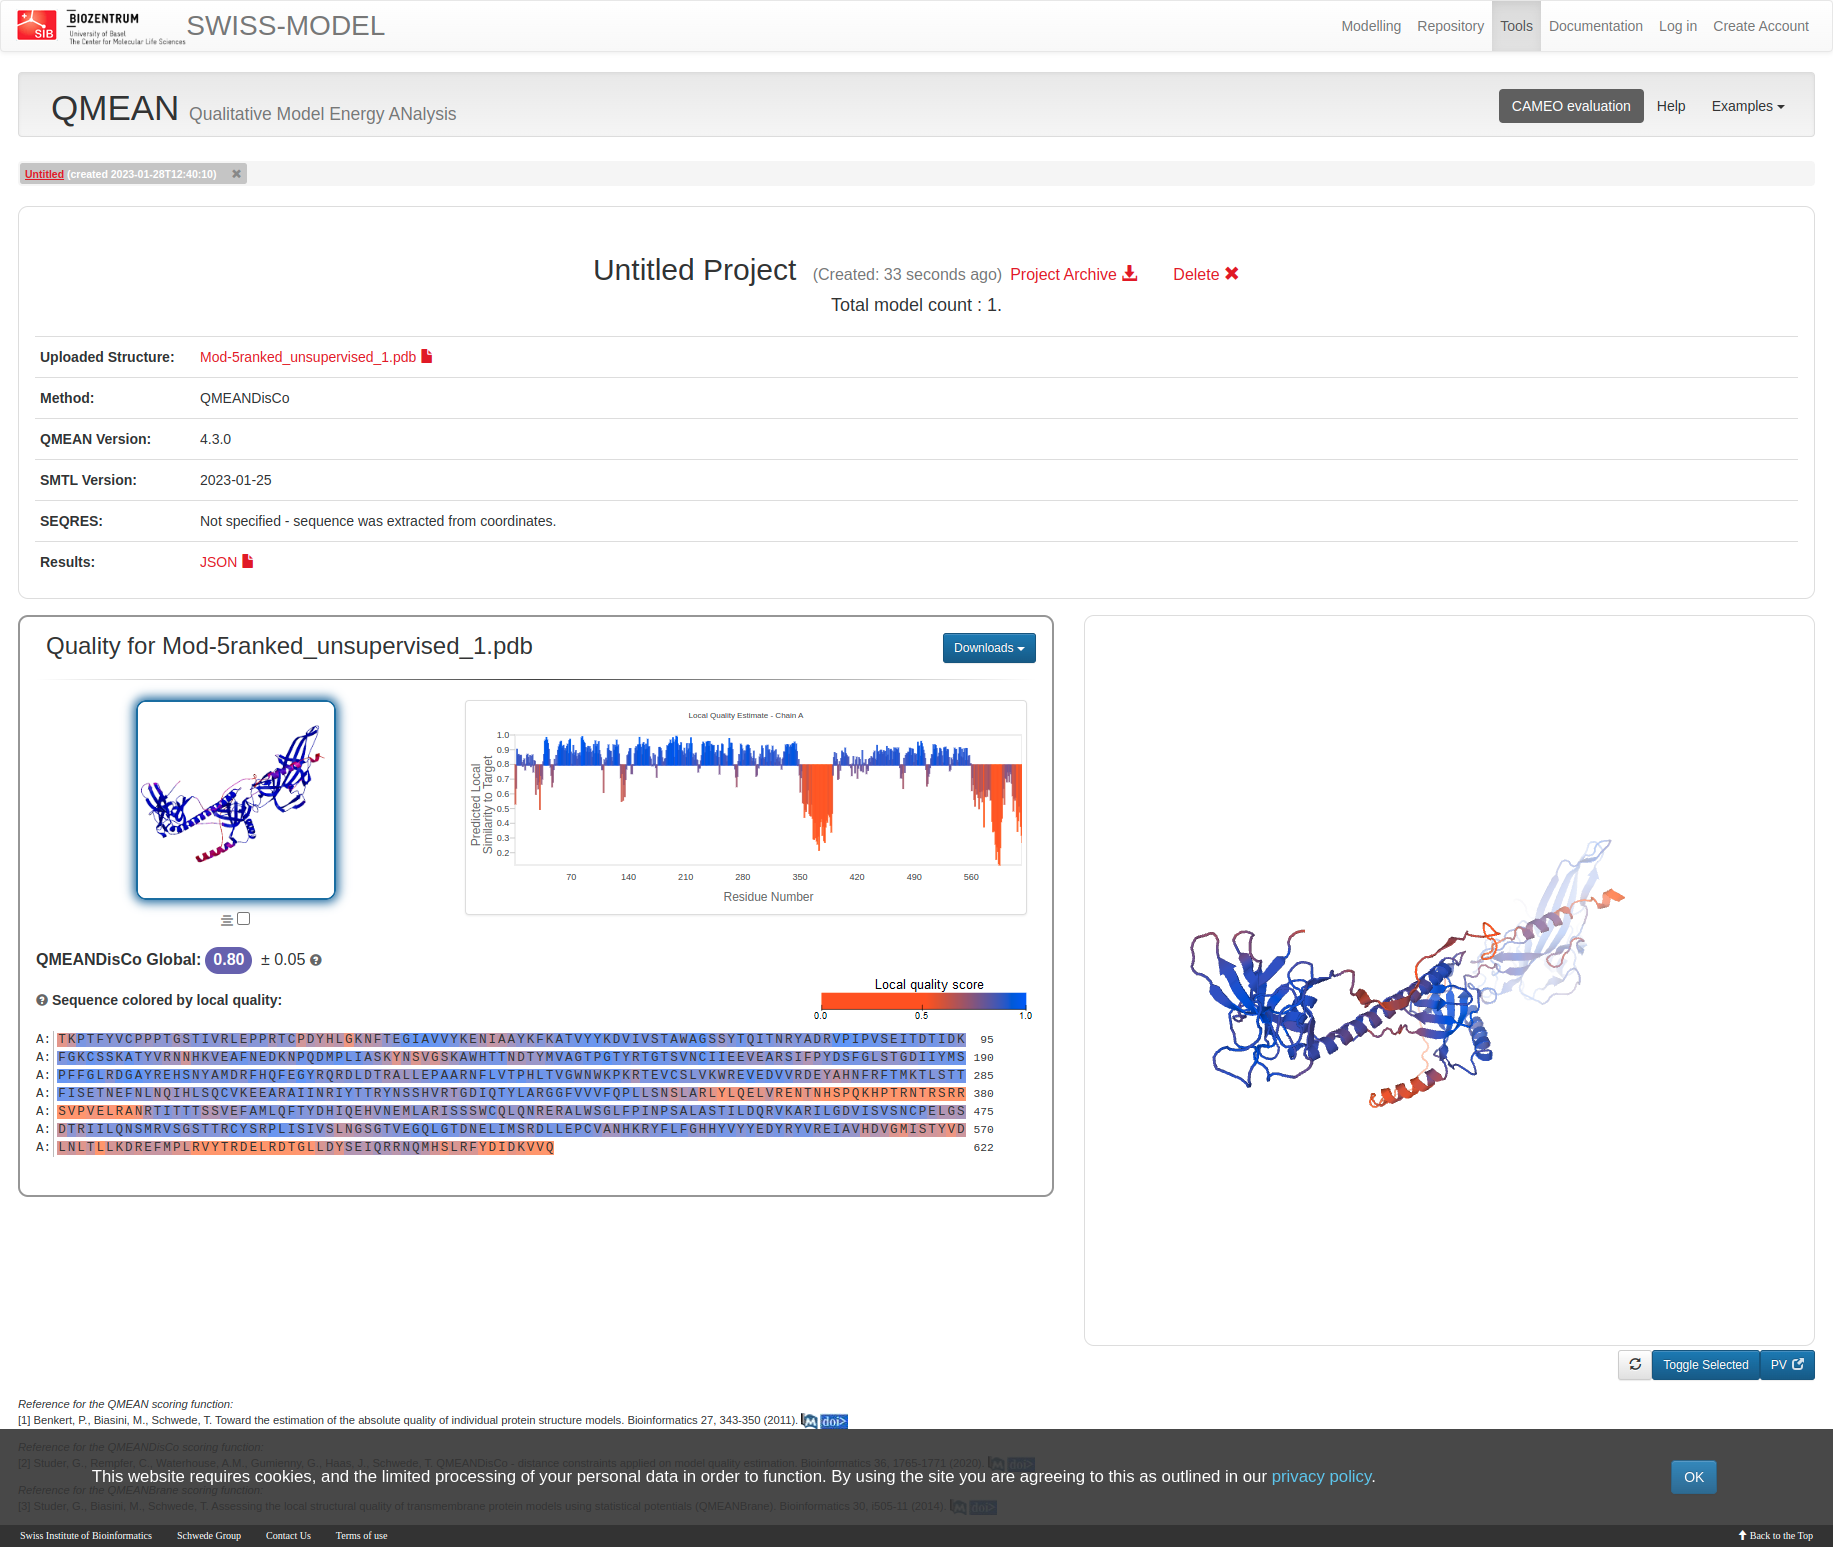 SIB
BIOZENTRUM
University of Basel
The Center for Molecular Life Sciences
SWISS-MODEL
Modelling Repository Tools Documentation Log in Create Account
QMEAN Qualitative Model Energy ANalysis
CAMEO evaluation Help Examples
Untitled (created 2023-01-28T12:40:10)
Untitled Project (Created: 33 seconds ago) Project Archive Delete
Total model count : 1.
Uploaded Structure: Mod-5ranked_unsupervised_1.pdb
Method: QMEANDisCo
QMEAN Version: 4.3.0
SMTL Version: 2023-01-25
SEQRES: Not specified - sequence was extracted from coordinates.
Results: JSON
Quality for Mod-5ranked_unsupervised_1.pdb
Downloads
Local Quality Estimate - Chain A
Predicted Local
Similarity to Target
1.0
0.9
0.8
0.7
0.6
0.5
0.4
0.3
0.2
70 140 210 280 350 420 490 560
Residue Number
QMEANDisCo Global: 0.80 ± 0.05
Sequence colored by local quality:
Local quality score
0.0 0.5 1.0
A: TKPTFYVCPPPTGSTIVRLEPPRTCPDYHLGKNFTEGIAVVYKENIAAYKFKATVYYKDVIVSTAWAGSSYTQITNRYADRVPIPVSEITDTIDK 95
A: FGKCSSKATYVRNNHKVEAFNEDKNPQDMPLIASKYNSVGSKAWHTTNDTYMVAGTPGTYRTGTSVNCIIEEVEARSIFPYDSFGLSTGDIIYMS 190
A: PFFGLRDGAYREHSNYAMDRFHQFEGYRQRDLDTRALLEPAARNFLVTPHLTVGWNWKPKRTEVCSLVKWREVEDVVRDEYAHNFRFTMKTLSTT 285
A: FISETNEFNLNQIHLSQCVKEEARAIINRIYTTRYNSSHVRTGDIQTYLARGGFVVVFQPLLSNSLARLYLQELVRENTNHSPQKHPTRNTRSRR 380
A: SVPVELRANRTITTTSSVEFAMLQFTYDHIQEHVNEMLARISSSWCQLQNRERALWSGLFPINPSALASTILDQRVKARILGDVISVSNCPELGS 475
A: DTRIILQNSMRVSGSTTRCYSRPLISIVSLNGSGTVEGQLGTDNELIMSRDLLEPCVANHKRYFLFGHHYVYYEDYRYVREIAVHDVGMISTYVD 570
A: LNLTLLKDREFMPLRVYTRDELRDTGLLDYSEIQRRNQMHSLRFYDIDKVVQ 622
Toggle Selected PV
Reference for the QMEAN scoring function:
[1] Benkert, P., Biasini, M., Schwede, T. Toward the estimation of the absolute quality of individual protein structure models. Bioinformatics 27, 343-350 (2011). doi>
Reference for the QMEANDisCo scoring function:
[2] Studer, G., Rempfer, C., Waterhouse, A.M., Gumienny, G., Haas, J., Schwede, T. QMEANDisCo - distance constraints applied on model quality estimation. Bioinformatics 36, 1765-1771 (2020). doi>
This website requires cookies, and the limited processing of your personal data in order to function. By using the site you are agreeing to this as outlined in our privacy policy.
OK
Reference for the QMEANBrane scoring function:
[3] Studer, G., Biasini, M., Schwede, T. Assessing the local structural quality of transmembrane protein models using statistical potentials (QMEANBrane). Bioinformatics 30, i505-11 (2014). doi>
Swiss Institute of Bioinformatics Schwede Group Contact Us Terms of use
Back to the Top